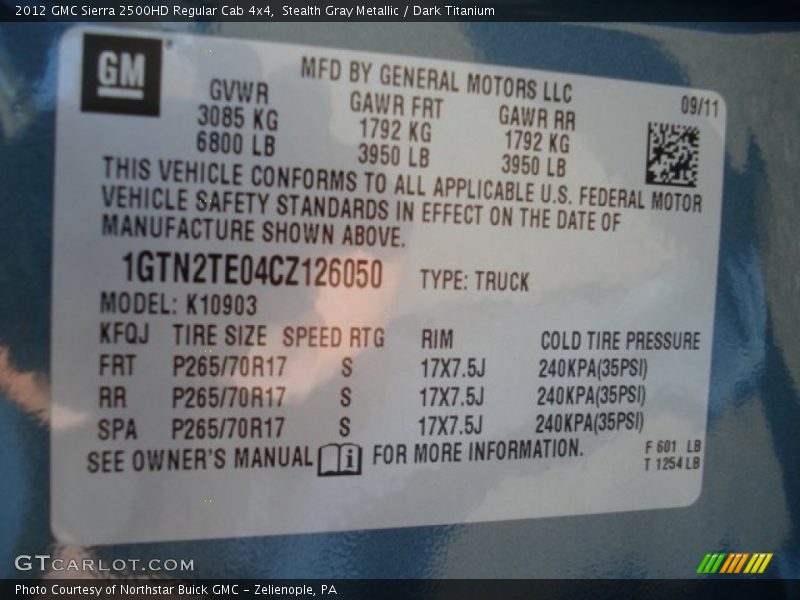 2012 GMC Sierra 2500HD Regular Cab 4x4,  Stealth Gray Metallic / Dark Titanium
GM
MFD BY GENERAL MOTORS LLC
09/11
GVWR GAWR FRT GAWR RR
3085 KG 1792 KG 1792 KG
6800 LB 3950 LB 3950 LB
THIS VEHICLE CONFORMS TO ALL APPLICABLE U.S. FEDERAL MOTOR
VEHICLE SAFETY STANDARDS IN EFFECT ON THE DATE OF
MANUFACTURE SHOWN ABOVE.
1GTN2TE04CZ126050 TYPE: TRUCK
MODEL: K10903
KFQJ TIRE SIZE SPEED RTG RIM COLD TIRE PRESSURE
FRT P265/70R17 S 17X7.5J 240KPA(35PSI)
RR P265/70R17 S 17X7.5J 240KPA(35PSI)
SPA P265/70R17 S 17X7.5J 240KPA(35PSI)
SEE OWNER'S MANUAL i FOR MORE INFORMATION.
F 601 LB
T 1254 LB
GTCARLOT.COM
Photo Courtesy of Northstar Buick GMC - Zelienople, PA